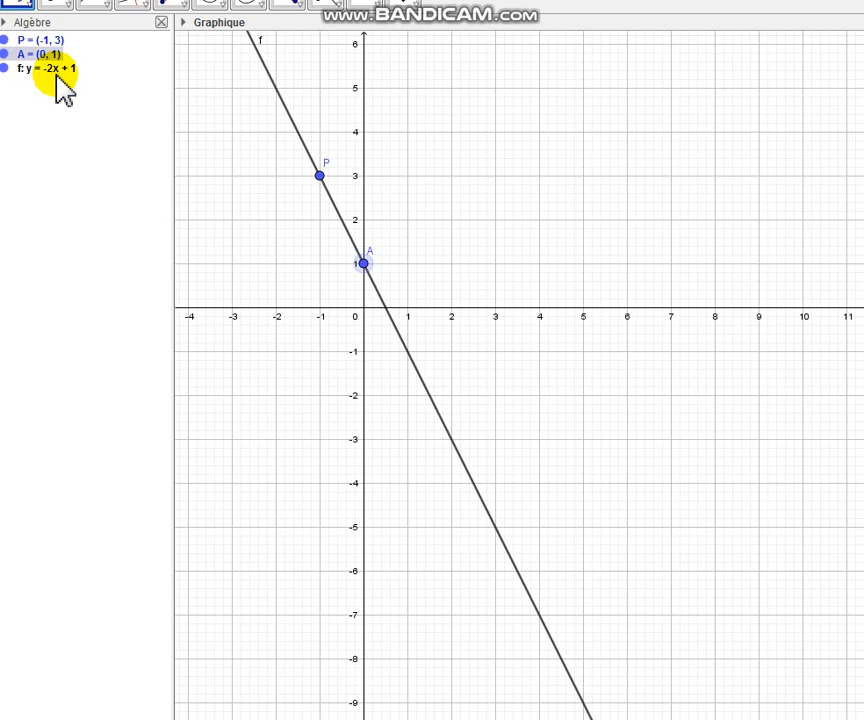 www.BANDICAM.com
Algèbre
Graphique
P = (-1, 3)
A = (0, 1)
f: y = -2x + 1
f
P
A
6
5
4
3
2
1
-4 -3 -2 -1 0 1 2 3 4 5 6 7 8 9 10 11
-1
-2
-3
-4
-5
-6
-7
-8
-9